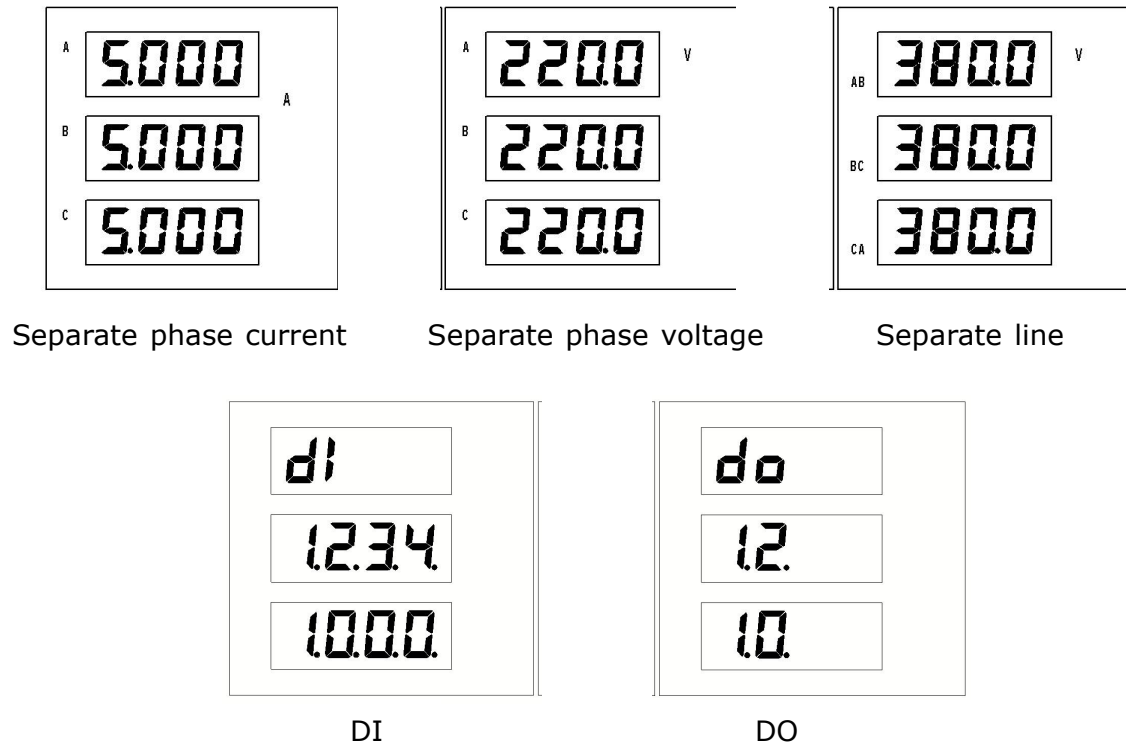 A 5.000 A
B 5.000
C 5.000
Separate phase current
A 220.0 V
B 220.0
C 220.0
Separate phase voltage
AB 380.0 V
BC 380.0
CA 380.0
Separate line
dI
1.2.3.4.
1.0.0.0.
DI
do
1.2.
1.0.
DO